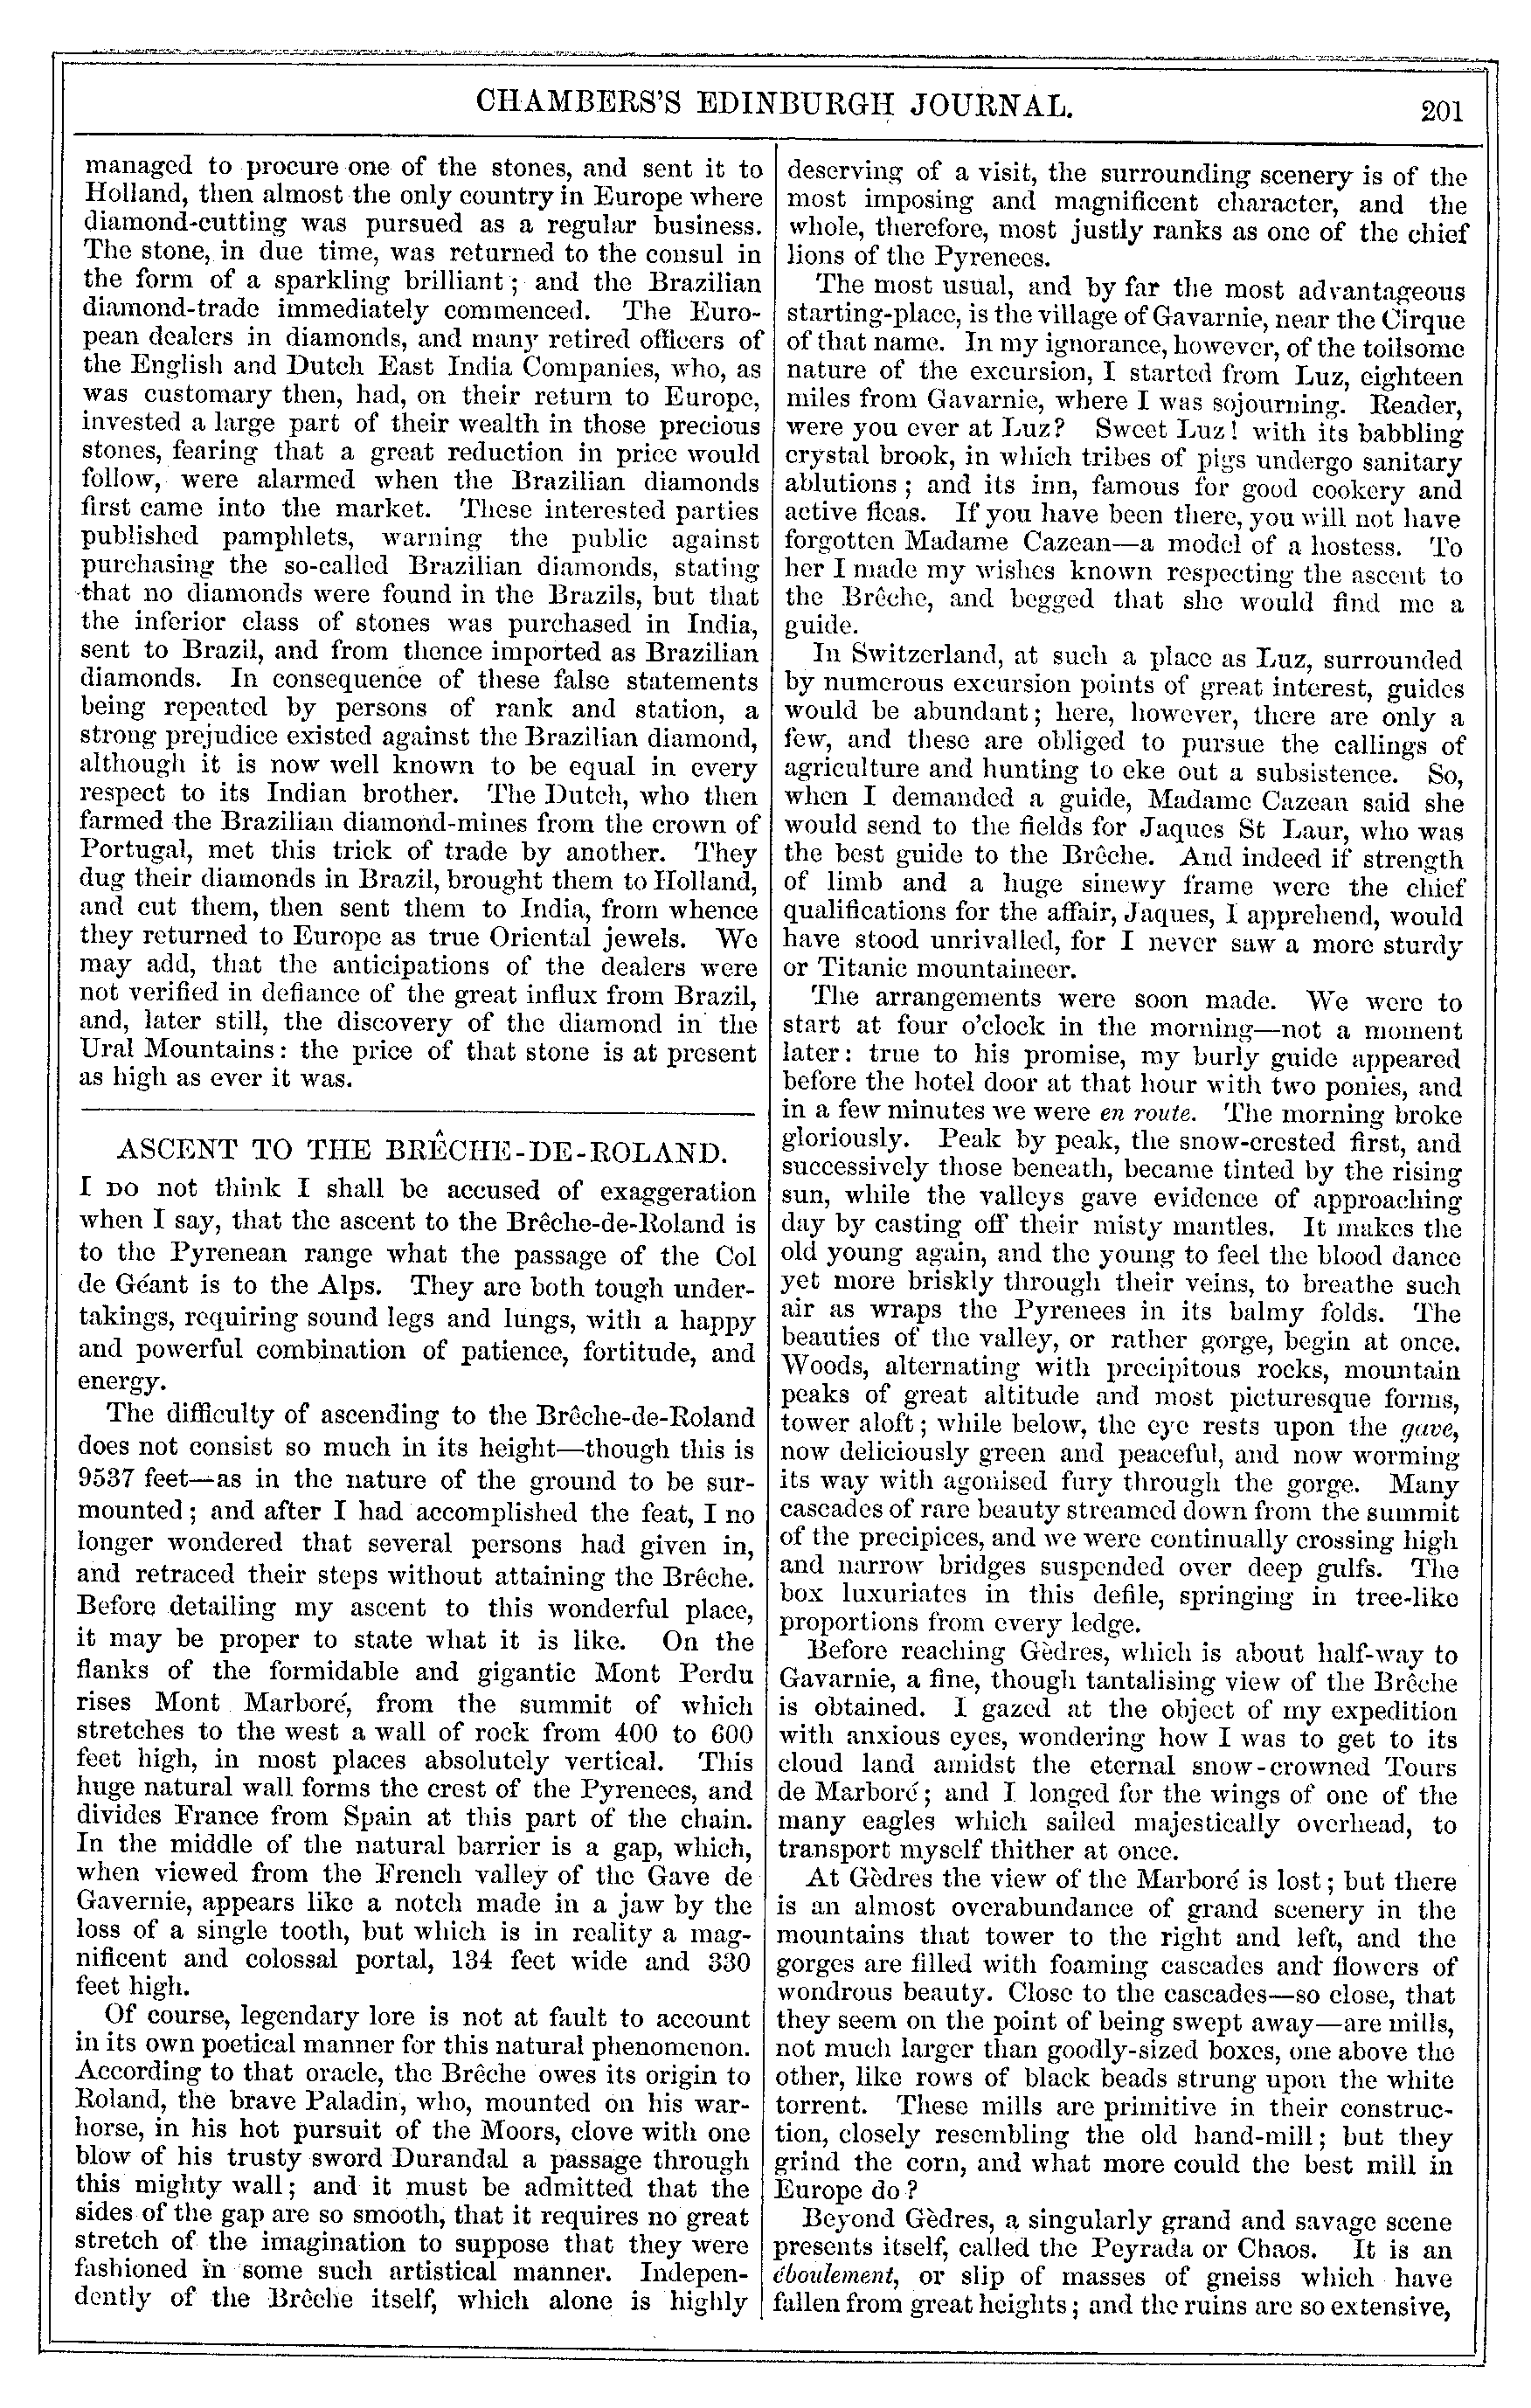 CHAMBERS'S EDINBURGH JOURNAL.
201
managed to procure one of the stones, and sent it to
Holland, then almost the only country in Europe where
diamond-cutting was pursued as a regular business.
The stone, in due time, was returned to the consul in
the form of a sparkling brilliant; and the Brazilian
diamond-trade immediately commenced. The Euro-
pean dealers in diamonds, and many retired officers of
the English and Dutch East India Companies, who, as
was customary then, had, on their return to Europe,
invested a large part of their wealth in those precious
stones, fearing that a great reduction in price would
follow, were alarmed when the Brazilian diamonds
first came into the market. These interested parties
published pamphlets, warning the public against
purchasing the so-called Brazilian diamonds, stating
that no diamonds were found in the Brazils, but that
the inferior class of stones was purchased in India,
sent to Brazil, and from thence imported as Brazilian
diamonds. In consequence of these false statements
being repeated by persons of rank and station, a
strong prejudice existed against the Brazilian diamond,
although it is now well known to be equal in every
respect to its Indian brother. The Dutch, who then
farmed the Brazilian diamond-mines from the crown of
Portugal, met this trick of trade by another. They
dug their diamonds in Brazil, brought them to Holland,
and cut them, then sent them to India, from whence
they returned to Europe as true Oriental jewels. We
may add, that the anticipations of the dealers were
not verified in defiance of the great influx from Brazil,
and, later still, the discovery of the diamond in the
Ural Mountains: the price of that stone is at present
as high as ever it was.
ASCENT TO THE BRÊCHE-DE-ROLAND.
I DO not think I shall be accused of exaggeration
when I say, that the ascent to the Brêche-de-Roland is
to the Pyrenean range what the passage of the Col
de Géant is to the Alps. They are both tough under-
takings, requiring sound legs and lungs, with a happy
and powerful combination of patience, fortitude, and
energy.
The difficulty of ascending to the Brêche-de-Roland
does not consist so much in its height—though this is
9537 feet—as in the nature of the ground to be sur-
mounted; and after I had accomplished the feat, I no
longer wondered that several persons had given in,
and retraced their steps without attaining the Brêche.
Before detailing my ascent to this wonderful place,
it may be proper to state what it is like. On the
flanks of the formidable and gigantic Mont Perdu
rises Mont Marboré, from the summit of which
stretches to the west a wall of rock from 400 to 600
feet high, in most places absolutely vertical. This
huge natural wall forms the crest of the Pyrenees, and
divides France from Spain at this part of the chain.
In the middle of the natural barrier is a gap, which,
when viewed from the French valley of the Gave de
Gavernie, appears like a notch made in a jaw by the
loss of a single tooth, but which is in reality a mag-
nificent and colossal portal, 134 feet wide and 330
feet high.
Of course, legendary lore is not at fault to account
in its own poetical manner for this natural phenomenon.
According to that oracle, the Brêche owes its origin to
Roland, the brave Paladin, who, mounted on his war-
horse, in his hot pursuit of the Moors, clove with one
blow of his trusty sword Durandal a passage through
this mighty wall; and it must be admitted that the
sides of the gap are so smooth, that it requires no great
stretch of the imagination to suppose that they were
fashioned in some such artistical manner. Indepen-
dently of the Brêche itself, which alone is highly
deserving of a visit, the surrounding scenery is of the
most imposing and magnificent character, and the
whole, therefore, most justly ranks as one of the chief
lions of the Pyrenees.
The most usual, and by far the most advantageous
starting-place, is the village of Gavarnie, near the Cirque
of that name. In my ignorance, however, of the toilsome
nature of the excursion, I started from Luz, eighteen
miles from Gavarnie, where I was sojourning. Reader,
were you ever at Luz? Sweet Luz! with its babbling
crystal brook, in which tribes of pigs undergo sanitary
ablutions; and its inn, famous for good cookery and
active fleas. If you have been there, you will not have
forgotten Madame Cazean—a model of a hostess. To
her I made my wishes known respecting the ascent to
the Brêche, and begged that she would find me a
guide.
In Switzerland, at such a place as Luz, surrounded
by numerous excursion points of great interest, guides
would be abundant; here, however, there are only a
few, and these are obliged to pursue the callings of
agriculture and hunting to eke out a subsistence. So,
when I demanded a guide, Madame Cazean said she
would send to the fields for Jaques St Laur, who was
the best guide to the Brêche. And indeed if strength
of limb and a huge sinewy frame were the chief
qualifications for the affair, Jaques, I apprehend, would
have stood unrivalled, for I never saw a more sturdy
or Titanic mountaineer.
The arrangements were soon made. We were to
start at four o'clock in the morning—not a moment
later: true to his promise, my burly guide appeared
before the hotel door at that hour with two ponies, and
in a few minutes we were en route. The morning broke
gloriously. Peak by peak, the snow-crested first, and
successively those beneath, became tinted by the rising
sun, while the valleys gave evidence of approaching
day by casting off their misty mantles. It makes the
old young again, and the young to feel the blood dance
yet more briskly through their veins, to breathe such
air as wraps the Pyrenees in its balmy folds. The
beauties of the valley, or rather gorge, begin at once.
Woods, alternating with precipitous rocks, mountain
peaks of great altitude and most picturesque forms,
tower aloft; while below, the eye rests upon the gave,
now deliciously green and peaceful, and now worming
its way with agonised fury through the gorge. Many
cascades of rare beauty streamed down from the summit
of the precipices, and we were continually crossing high
and narrow bridges suspended over deep gulfs. The
box luxuriates in this defile, springing in tree-like
proportions from every ledge.
Before reaching Gèdres, which is about half-way to
Gavarnie, a fine, though tantalising view of the Brêche
is obtained. I gazed at the object of my expedition
with anxious eyes, wondering how I was to get to its
cloud land amidst the eternal snow-crowned Tours
de Marboré; and I longed for the wings of one of the
many eagles which sailed majestically overhead, to
transport myself thither at once.
At Gèdres the view of the Marboré is lost; but there
is an almost overabundance of grand scenery in the
mountains that tower to the right and left, and the
gorges are filled with foaming cascades and flowers of
wondrous beauty. Close to the cascades—so close, that
they seem on the point of being swept away—are mills,
not much larger than goodly-sized boxes, one above the
other, like rows of black beads strung upon the white
torrent. These mills are primitive in their construc-
tion, closely resembling the old hand-mill; but they
grind the corn, and what more could the best mill in
Europe do?
Beyond Gèdres, a singularly grand and savage scene
presents itself, called the Peyrada or Chaos. It is an
éboulement, or slip of masses of gneiss which have
fallen from great heights; and the ruins are so extensive,